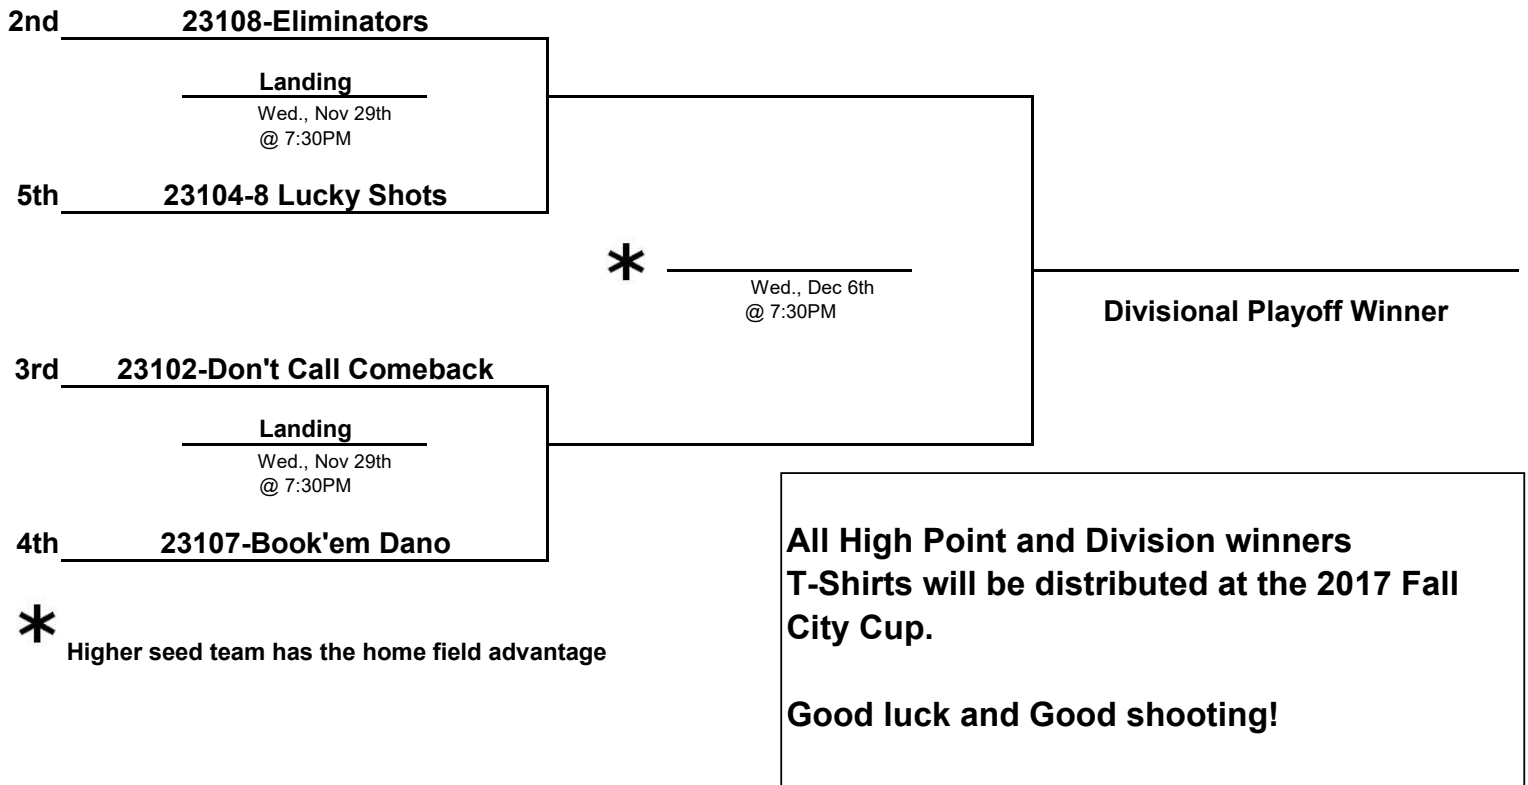 2nd 23108-Eliminators
Landing
Wed., Nov 29th
@ 7:30PM
5th 23104-8 Lucky Shots
*
Wed., Dec 6th
@ 7:30PM
Divisional Playoff Winner
3rd 23102-Don't Call Comeback
Landing
Wed., Nov 29th
@ 7:30PM
4th 23107-Book'em Dano
* Higher seed team has the home field advantage
All High Point and Division winners
T-Shirts will be distributed at the 2017 Fall
City Cup.
Good luck and Good shooting!